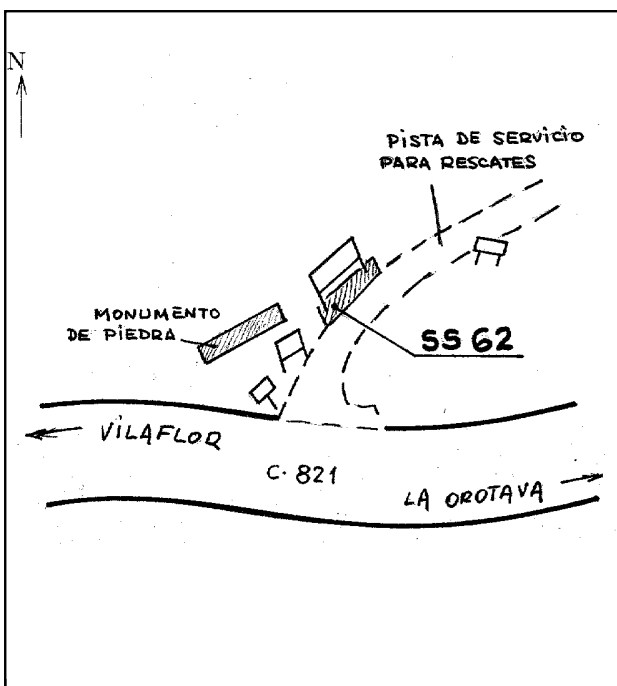 N
PISTA DE SERVICIO
PARA RESCATES
MONUMENTO
DE PIEDRA
SS 62
VILAFLOR
C. 821
LA OROTAVA